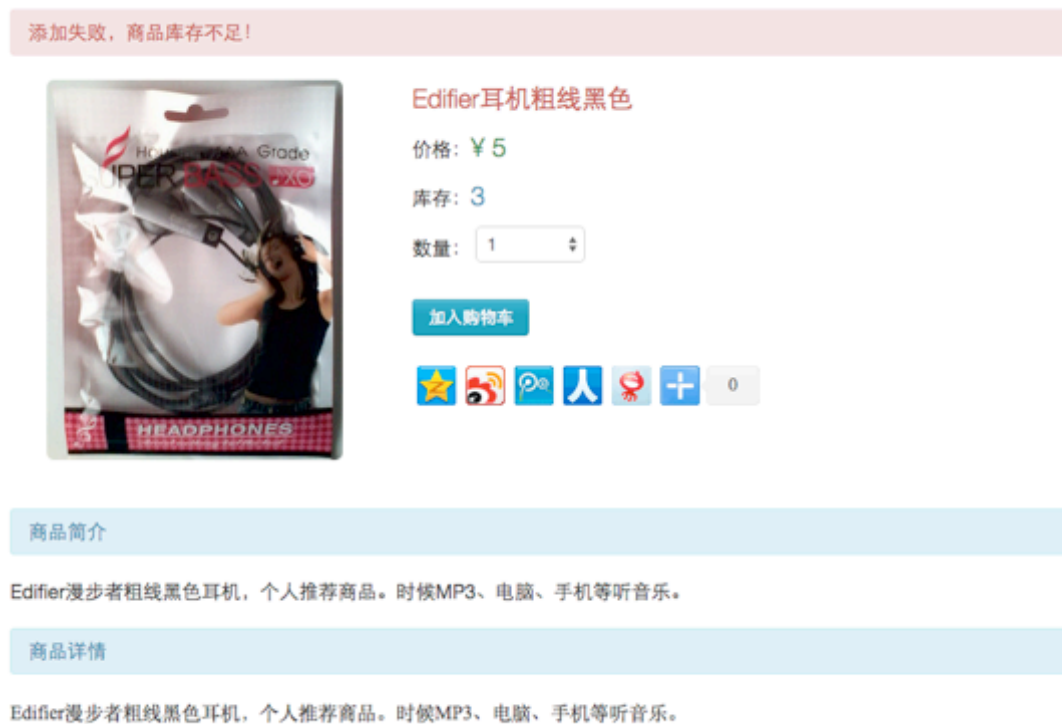 添加失败，商品库存不足！
Edifier耳机粗线黑色
价格：¥ 5
库存：3
数量： 1
Grade
UPER BASS JXG
加入购物车
0
HEADPHONES
商品简介
Edifier漫步者粗线黑色耳机，个人推荐商品。时候MP3、电脑、手机等听音乐。
商品详情
Edifier漫步者粗线黑色耳机，个人推荐商品。时候MP3、电脑、手机等听音乐。